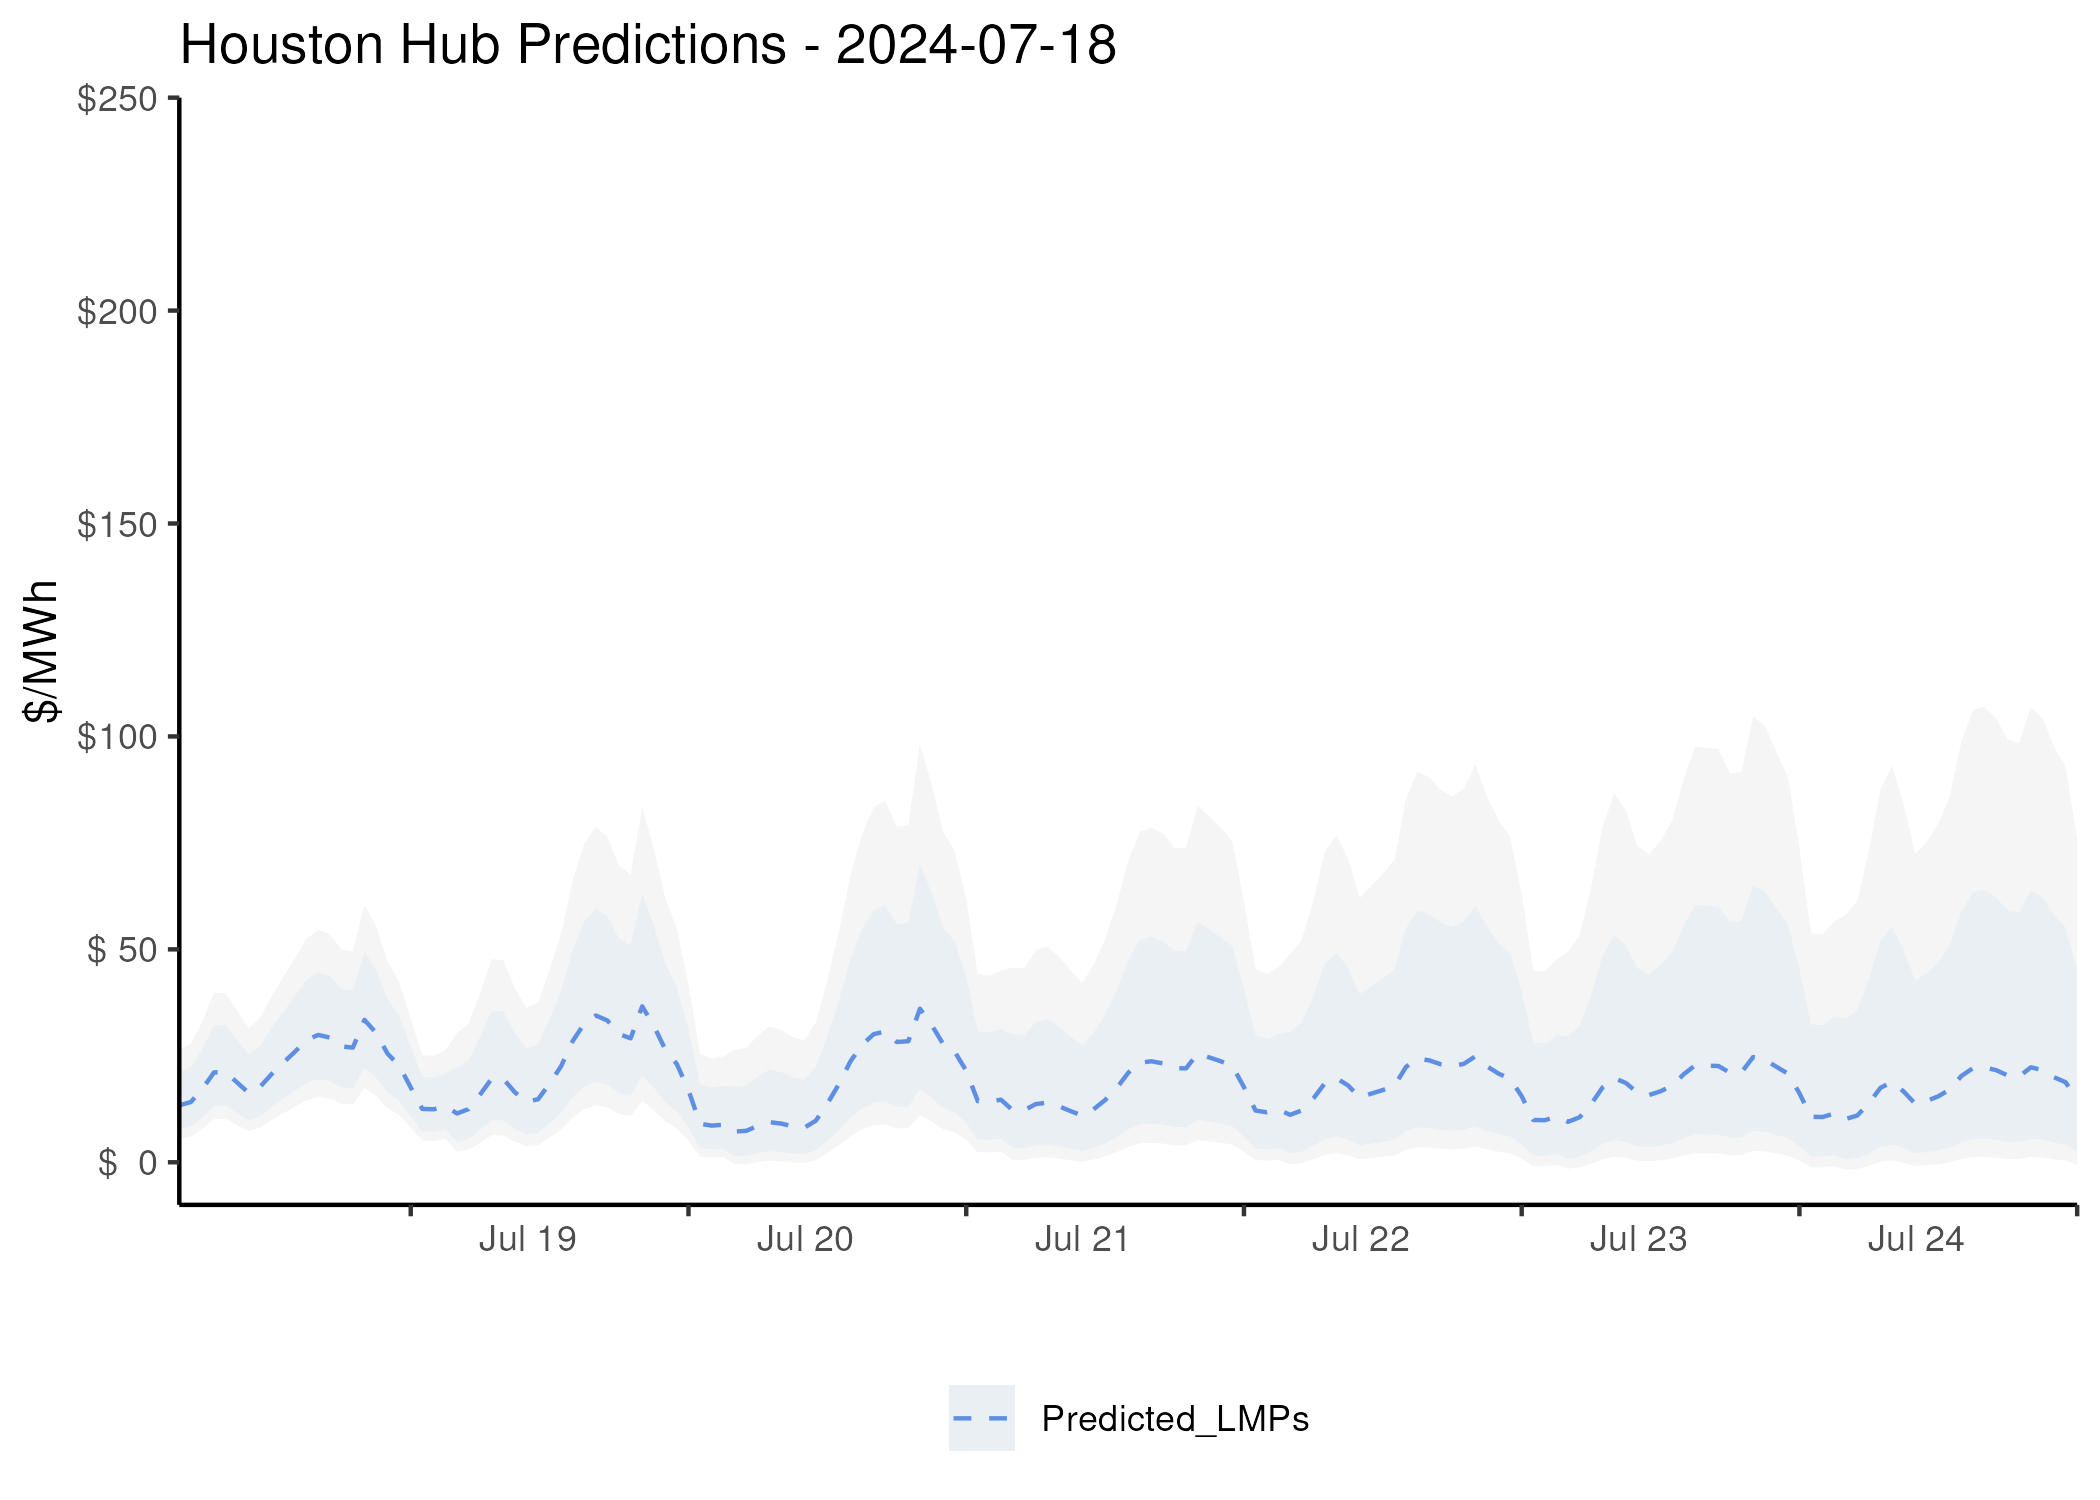 Houston Hub Predictions - 2024-07-18
$250
$200
$150
$100
$ 50
$  0
$/MWh
Jul 19
Jul 20
Jul 21
Jul 22
Jul 23
Jul 24
Predicted_LMPs